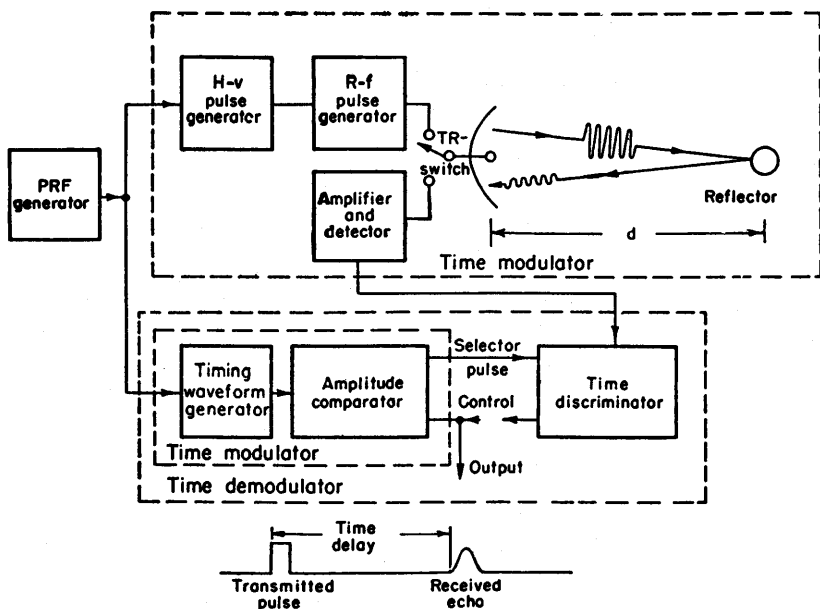 H-v
pulse
generator
R-f
pulse
generator
TR-
switch
PRF
generator
Amplifier
and
detector
Reflector
d
Time modulator
Timing
waveform
generator
Amplitude
comparator
Selector
pulse
Control
Time
discriminator
Time modulator
Output
Time demodulator
Time
delay
Transmitted
pulse
Received
echo